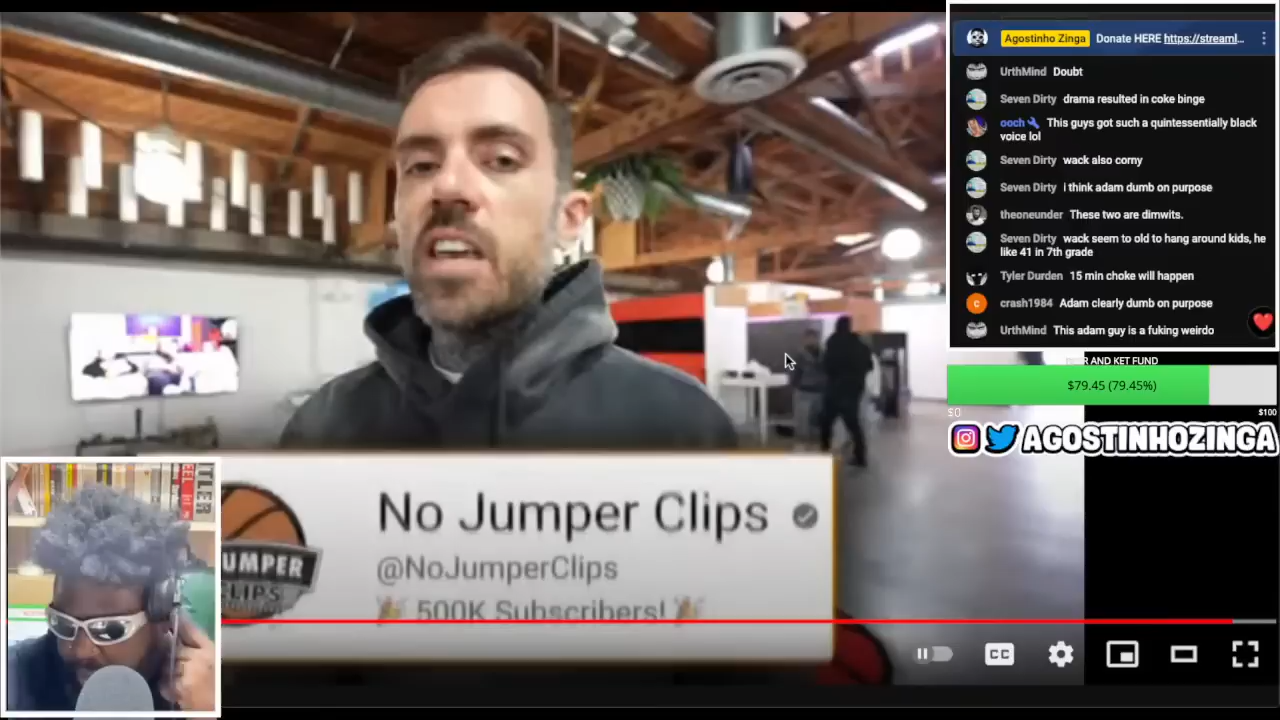 Agostinho Zinga Donate HERE https://streaml...
UrthMind Doubt
Seven Dirty drama resulted in coke binge
ooch This guys got such a quintessentially black
voice lol
Seven Dirty wack also corny
Seven Dirty i think adam dumb on purpose
theoneunder These two are dimwits.
Seven Dirty wack seem to old to hang around kids, he
like 41 in 7th grade
Tyler Durden 15 min choke will happen
C crash1984 Adam clearly dumb on purpose
UrthMind This adam guy is a fuking weirdo
AND KET FUND
$79.45 (79.45%)
$0 $100
AGOSTINHOZINGA
No Jumper Clips
@NoJumperClips
500K Subscribers!
UMPER
CLIPS
CC